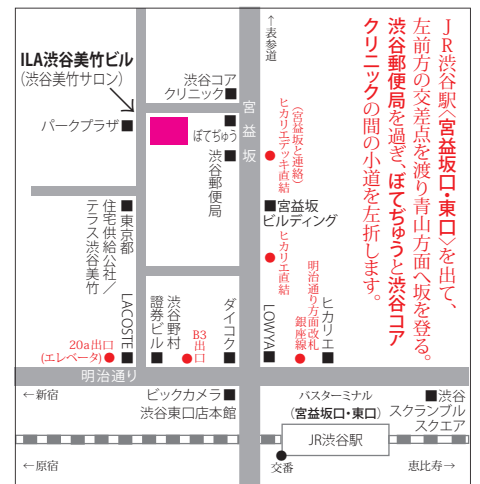 JR渋谷駅〈宮益坂口・東口〉を出て、
左前方の交差点を渡り青山方面へ坂を登る。
渋谷郵便局を過ぎ、ぼてぢゅうと渋谷コア
クリニックの間の小道を左折します。
←表参道
ILA渋谷美竹ビル
(渋谷美竹サロン)
パークプラザ■
渋谷コア
クリニック■
宮益坂
■
ぼてぢゅう
渋谷郵便局■
(宮益坂と連絡)
ヒカリエデッキ直結
●
■宮益坂
ビルディング
●ヒカリエ直結
■東京都
住宅供給公社/
テラス渋谷美竹
LACOSTE■
20a出口
(エレベータ)●
渋谷野村
證券ビル■
B3出口●
ダイコク■
LOWYA■
明治通り方面改札
銀座線●
ヒカリエ■
明治通り
←新宿
ビックカメラ■
渋谷東口店本館
バスターミナル
(宮益坂口・東口)
■渋谷
スクランブル
スクエア
JR渋谷駅
←原宿
交番
恵比寿→